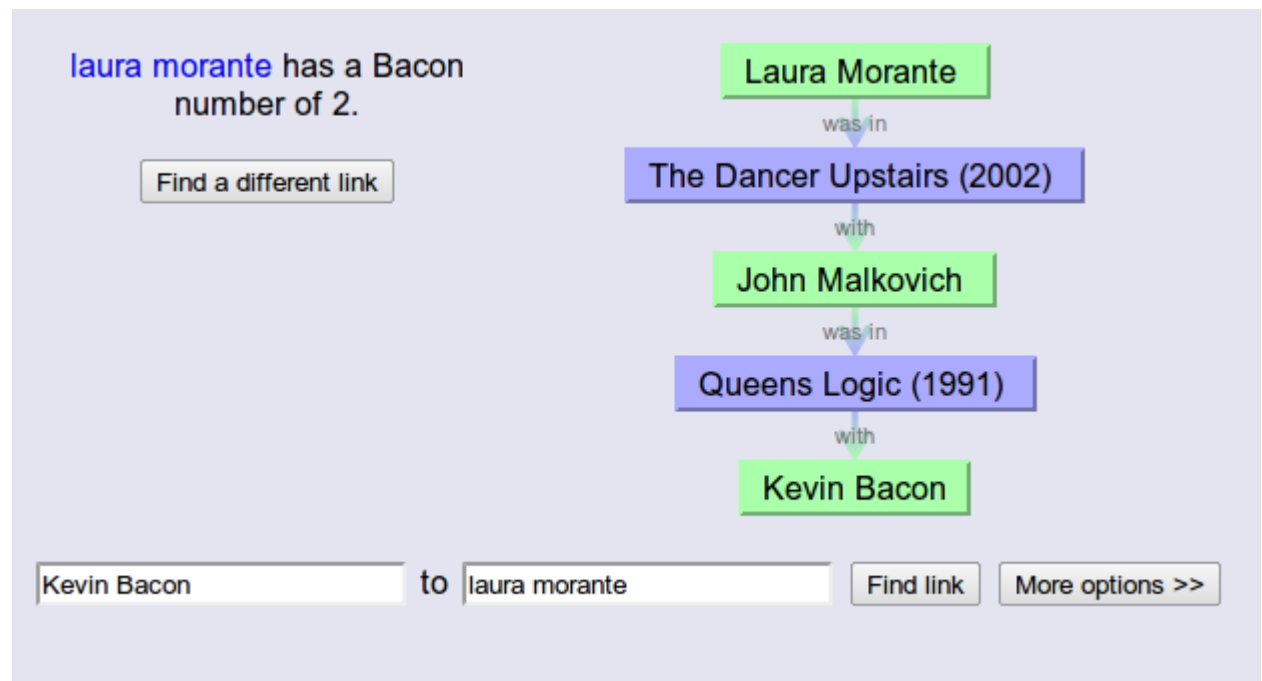 laura morante has a Bacon
number of 2.
Find a different link
Laura Morante
was in
The Dancer Upstairs (2002)
with
John Malkovich
was in
Queens Logic (1991)
with
Kevin Bacon
Kevin Bacon to laura morante Find link More options >>